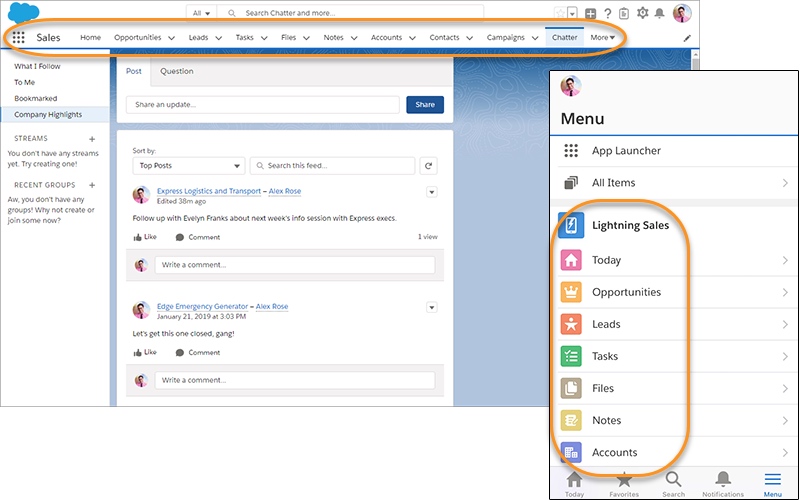 All Search Chatter and more...
Sales Home Opportunities Leads Tasks Files Notes Accounts Contacts Campaigns Chatter More
What I Follow
To Me
Bookmarked
Company Highlights
STREAMS
You don't have any streams
yet. Try creating one!
RECENT GROUPS
Aw, you don't have any
groups! Why not create or
join some now?
Post Question
Share an update... Share
Sort by:
Top Posts Search this feed...
Express Logistics and Transport – Alex Rose
Edited 38m ago
Follow up with Evelyn Franks about next week's info session with Express execs.
Like Comment 1 view
Write a comment...
Edge Emergency Generator – Alex Rose
January 21, 2019 at 3:03 PM
Let's get this one closed, gang!
Like Comment
Write a comment...
Menu
App Launcher
All Items
Lightning Sales
Today
Opportunities
Leads
Tasks
Files
Notes
Accounts
Today Favorites Search Notifications Menu